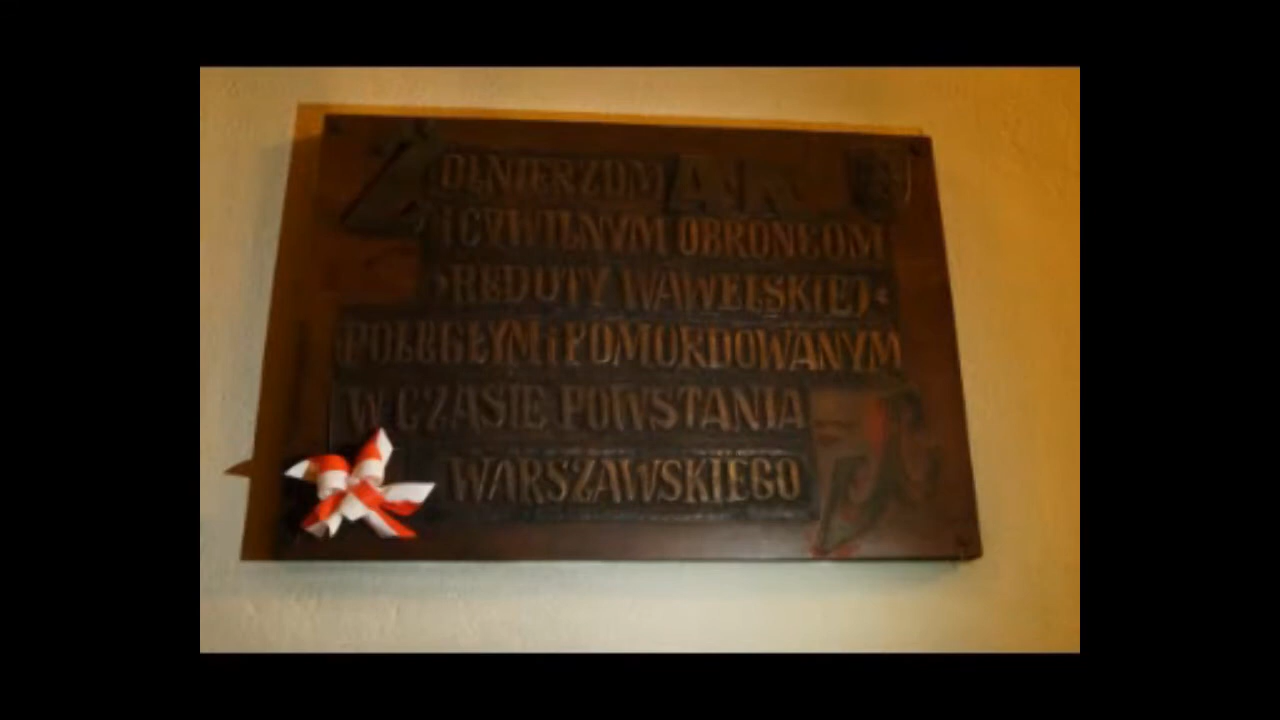 ŻOŁNIERZOM AK
I CYWILNYM OBROŃCOM
»REDUTY WAWELSKIEJ«
POLEGŁYM i POMORDOWANYM
W CZASIE POWSTANIA
WARSZAWSKIEGO